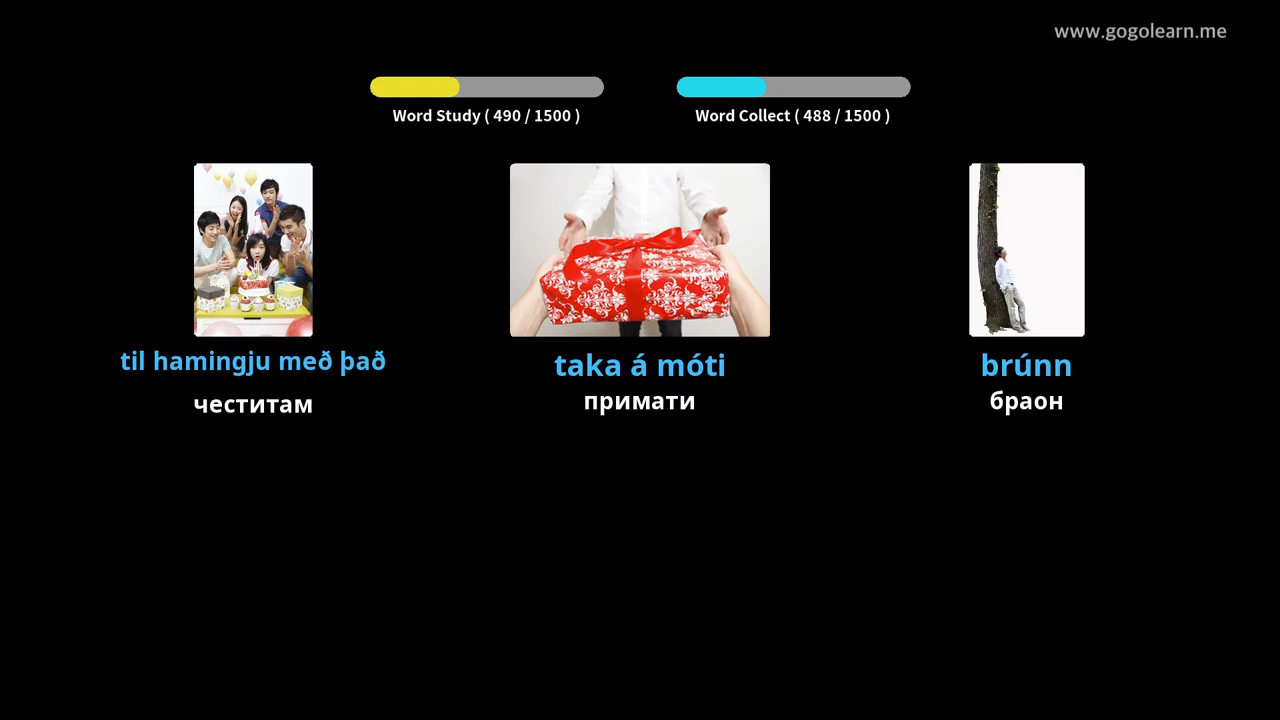 www.gogolearn.me
Word Study ( 490 / 1500 )
Word Collect ( 488 / 1500 )
til hamingju með það
честитам
taka á móti
примати
brúnn
браон